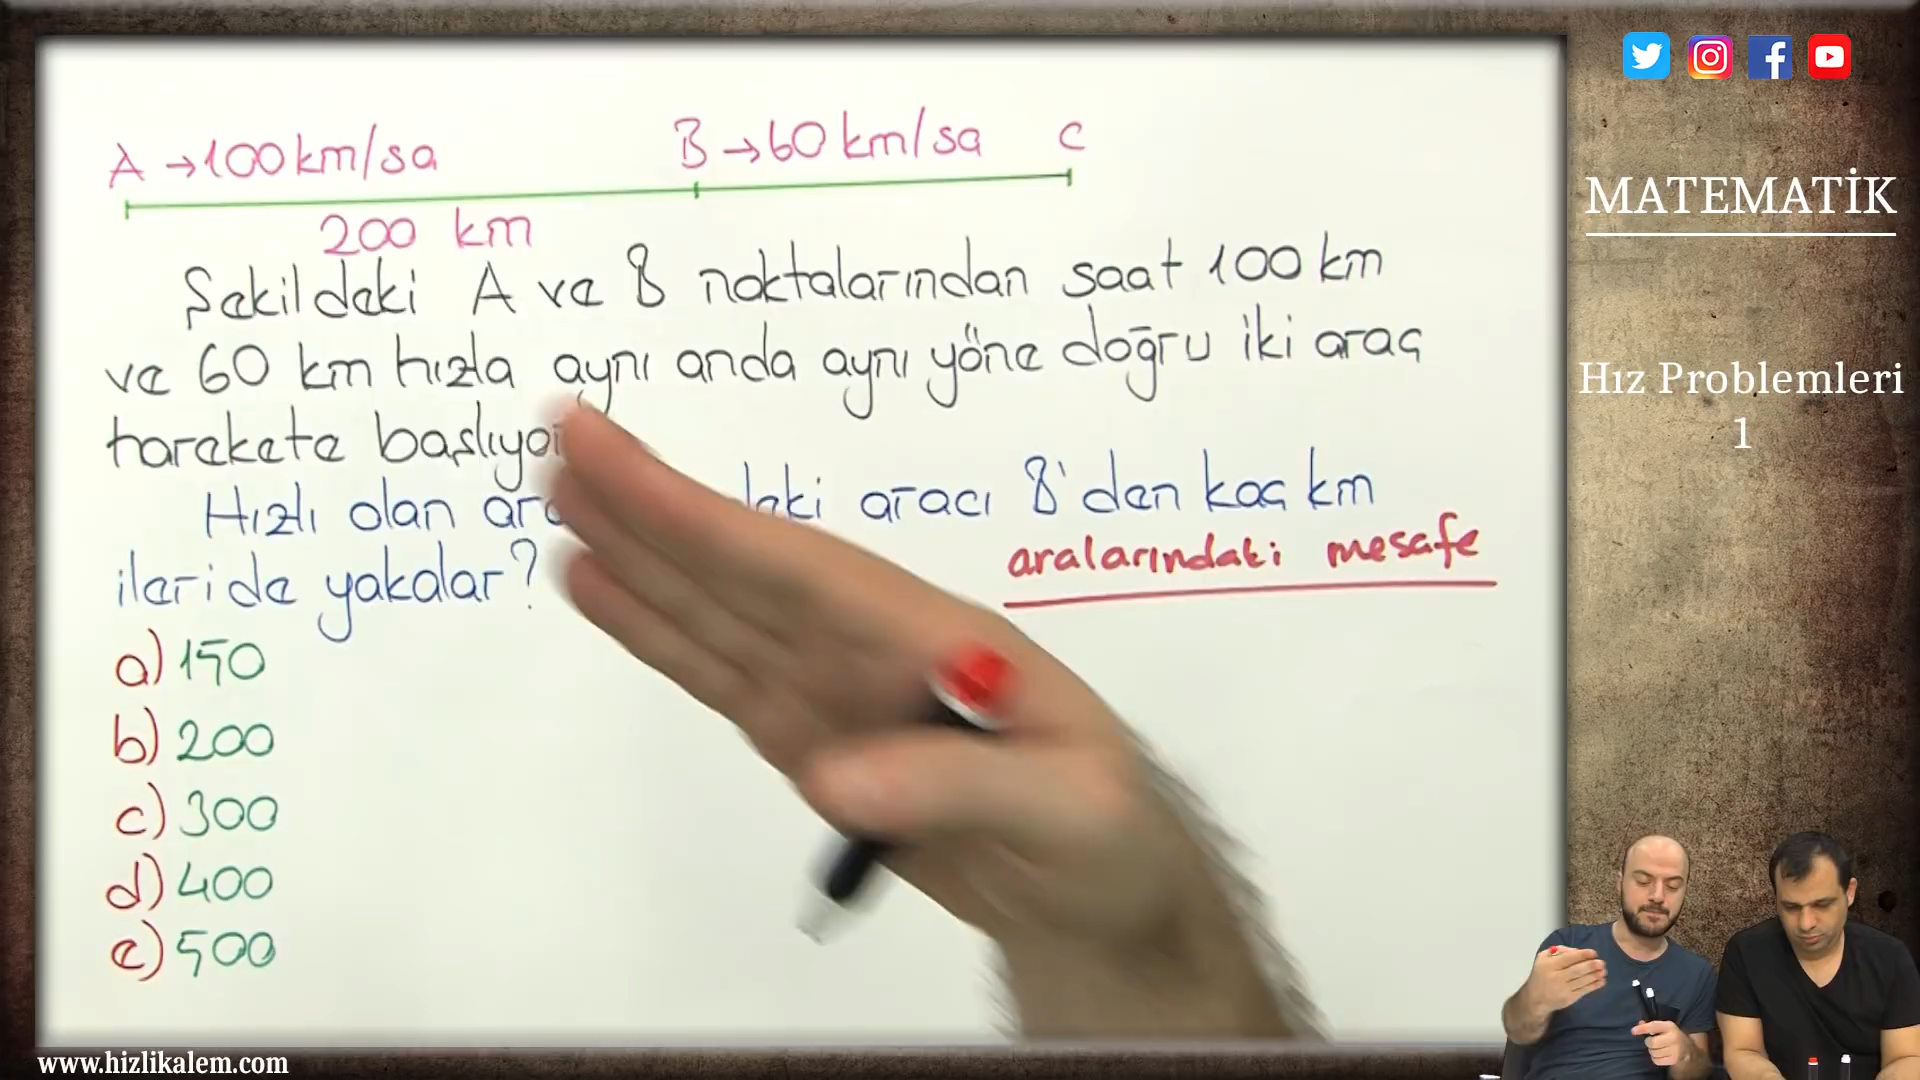 A →100 km/sa B →60 km/sa C
200 km
Şekildeki A ve B noktalarından saat 100 km
ve 60 km hızla aynı anda aynı yöne doğru iki araç
harekete
Hızlı olan aracı B'den kaç km
aralarındaki mesafe
ileride yakalar?
a) 150
b) 200
c) 300
d) 400
e) 500
MATEMATİK
Hız Problemleri
1
www.hizlikalem.com